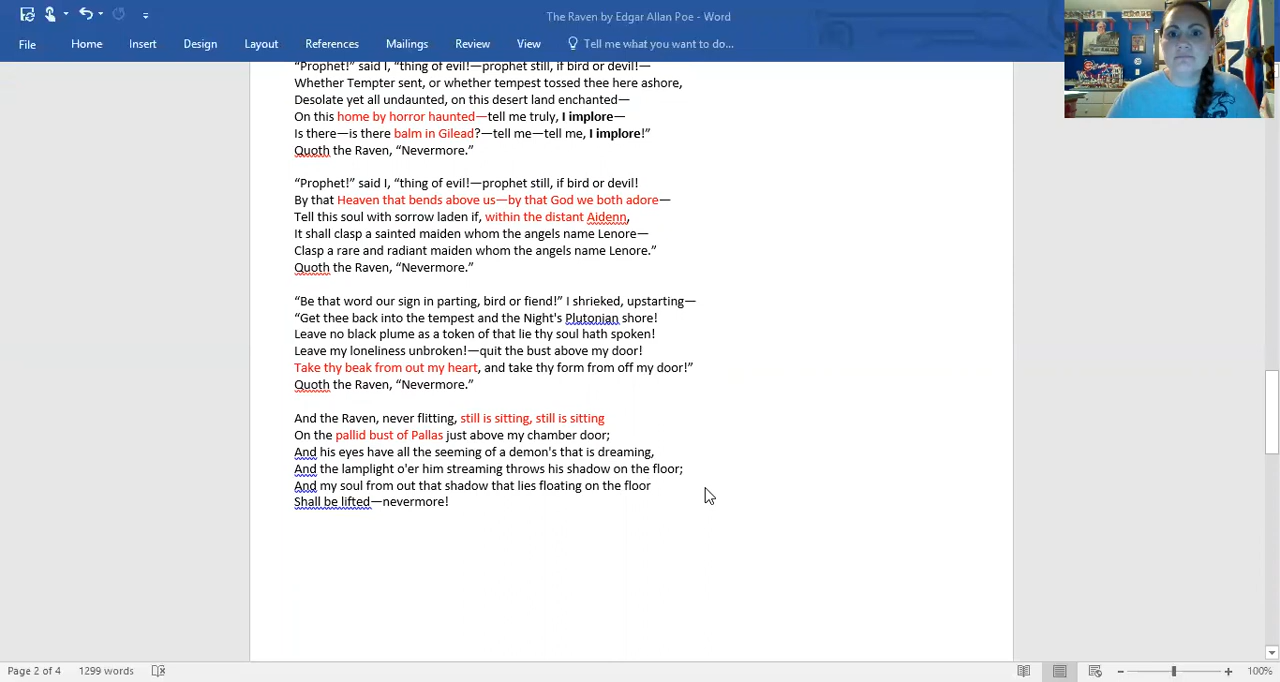 The Raven by Edgar Allan Poe - Word
File Home Insert Design Layout References Mailings Review View Tell me what you want to do...
“Prophet!” said I, “thing of evil!—prophet still, if bird or devil!—
Whether Tempter sent, or whether tempest tossed thee here ashore,
Desolate yet all undaunted, on this desert land enchanted—
On this home by horror haunted—tell me truly, I implore—
Is there—is there balm in Gilead?—tell me—tell me, I implore!”
Quoth the Raven, “Nevermore.”
“Prophet!” said I, “thing of evil!—prophet still, if bird or devil!
By that Heaven that bends above us—by that God we both adore—
Tell this soul with sorrow laden if, within the distant Aidenn,
It shall clasp a sainted maiden whom the angels name Lenore—
Clasp a rare and radiant maiden whom the angels name Lenore.”
Quoth the Raven, “Nevermore.”
“Be that word our sign in parting, bird or fiend!” I shrieked, upstarting—
“Get thee back into the tempest and the Night's Plutonian shore!
Leave no black plume as a token of that lie thy soul hath spoken!
Leave my loneliness unbroken!—quit the bust above my door!
Take thy beak from out my heart, and take thy form from off my door!”
Quoth the Raven, “Nevermore.”
And the Raven, never flitting, still is sitting, still is sitting
On the pallid bust of Pallas just above my chamber door;
And his eyes have all the seeming of a demon's that is dreaming,
And the lamplight o'er him streaming throws his shadow on the floor;
And my soul from out that shadow that lies floating on the floor
Shall be lifted—nevermore!
Page 2 of 4 1299 words 100%